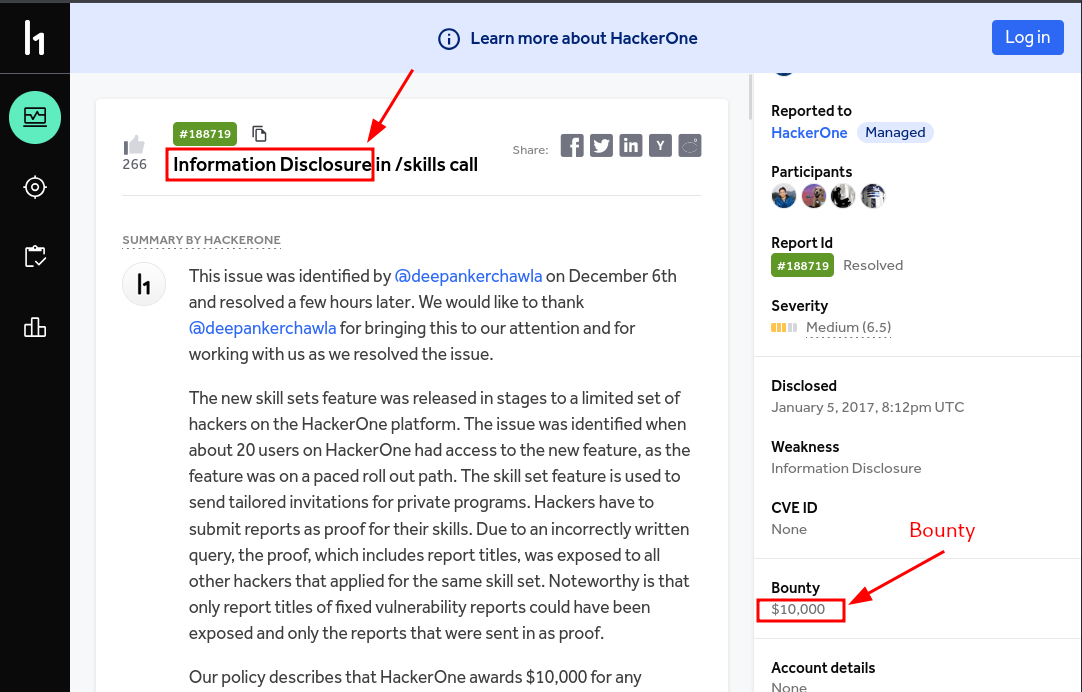 Learn more about HackerOne
Log in
#188719
266
Information Disclosure in /skills call
Share:
SUMMARY BY HACKERONE
This issue was identified by @deepankerchawla on December 6th
and resolved a few hours later. We would like to thank
@deepankerchawla for bringing this to our attention and for
working with us as we resolved the issue.
The new skill sets feature was released in stages to a limited set of
hackers on the HackerOne platform. The issue was identified when
about 20 users on HackerOne had access to the new feature, as the
feature was on a paced roll out path. The skill set feature is used to
send tailored invitations for private programs. Hackers have to
submit reports as proof for their skills. Due to an incorrectly written
query, the proof, which includes report titles, was exposed to all
other hackers that applied for the same skill set. Noteworthy is that
only report titles of fixed vulnerability reports could have been
exposed and only the reports that were sent in as proof.
Our policy describes that HackerOne awards $10,000 for any
Reported to
HackerOne Managed
Participants
Report Id
#188719 Resolved
Severity
Medium (6.5)
Disclosed
January 5, 2017, 8:12pm UTC
Weakness
Information Disclosure
CVE ID
None
Bounty
Bounty
$10,000
Account details
None